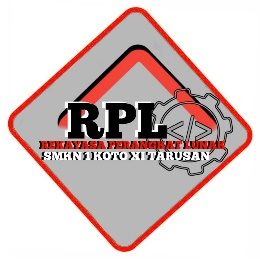 RPL
</>
REKAYASA PERANGKAT LUNAK
SMKN 1 KOTO XI TARUSAN